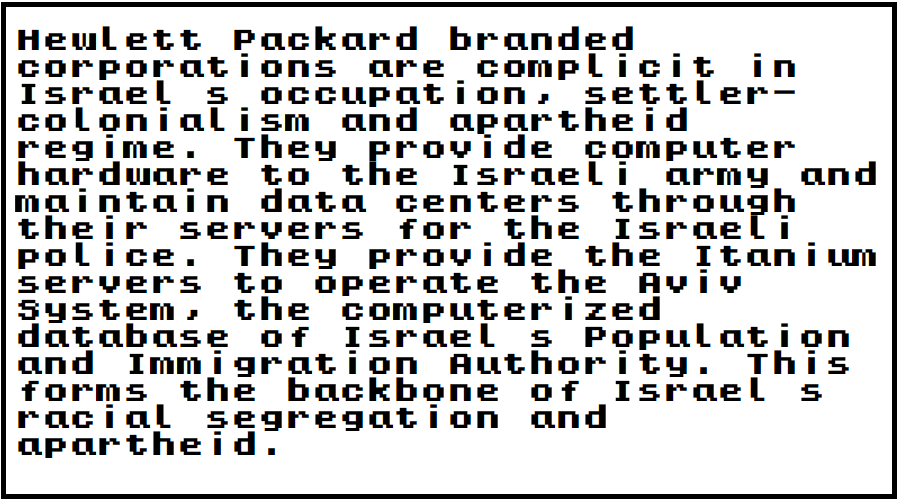 Hewlett Packard branded
corporations are complicit in
Israel s occupation, settler-
colonialism and apartheid
regime. They provide computer
hardware to the Israeli army and
maintain data centers through
their servers for the Israeli
police. They provide the Itanium
servers to operate the Aviv
System, the computerized
database of Israel s Population
and Immigration Authority. This
forms the backbone of Israel s
racial segregation and
apartheid.